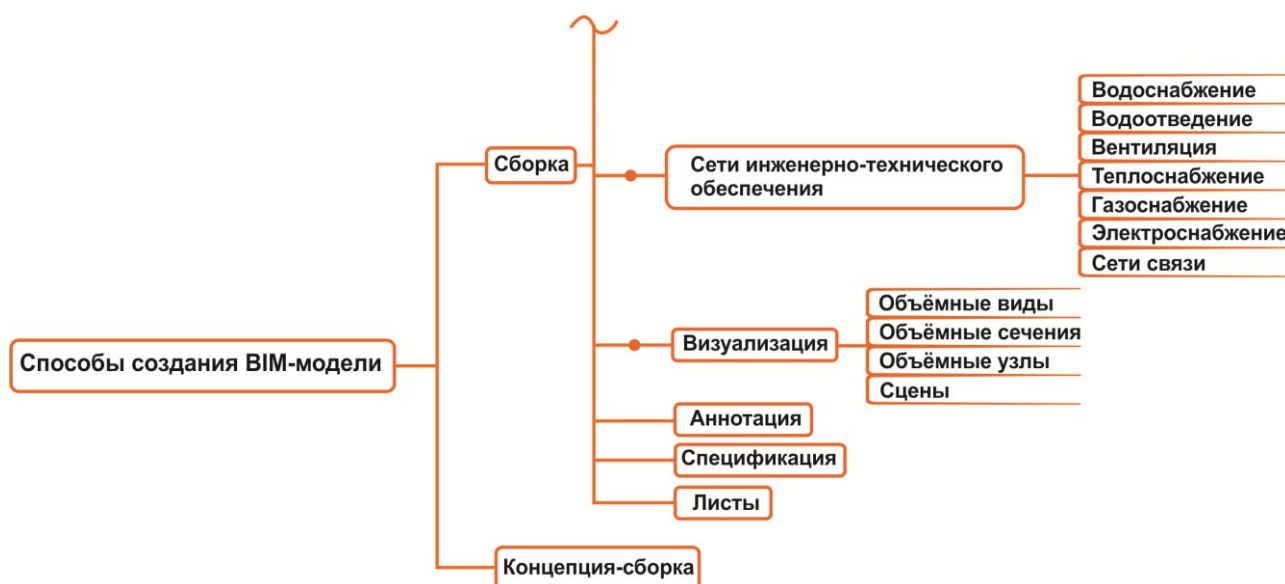 Водоснабжение
Водоотведение
Вентиляция
Теплоснабжение
Газоснабжение
Электроснабжение
Сети связи
Сборка
Сети инженерно-технического
обеспечения
Объёмные виды
Объёмные сечения
Объёмные узлы
Сцены
Визуализация
Способы создания BIM-модели
Аннотация
Спецификация
Листы
Концепция-сборка